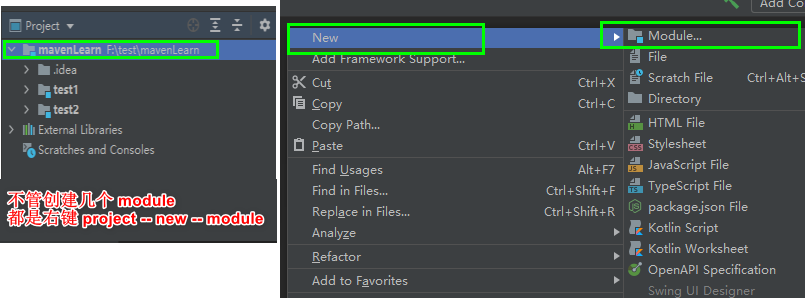 Project
mavenLearn F:\test\mavenLearn
.idea
test1
test2
External Libraries
Scratches and Consoles
不管创建几个 module
都是右键 project -- new -- module
Add Co
New
Add Framework Support...
Cut Ctrl+X
Copy Ctrl+C
Copy Path...
Paste Ctrl+V
Find Usages Alt+F7
Find in Files... Ctrl+Shift+F
Replace in Files... Ctrl+Shift+R
Analyze
Refactor
Add to Favorites
Module...
File
Scratch File Ctrl+Alt+S
Directory
HTML File
Stylesheet
JavaScript File
TypeScript File
package.json File
Kotlin Script
Kotlin Worksheet
OpenAPI Specification
Swing UI Designer